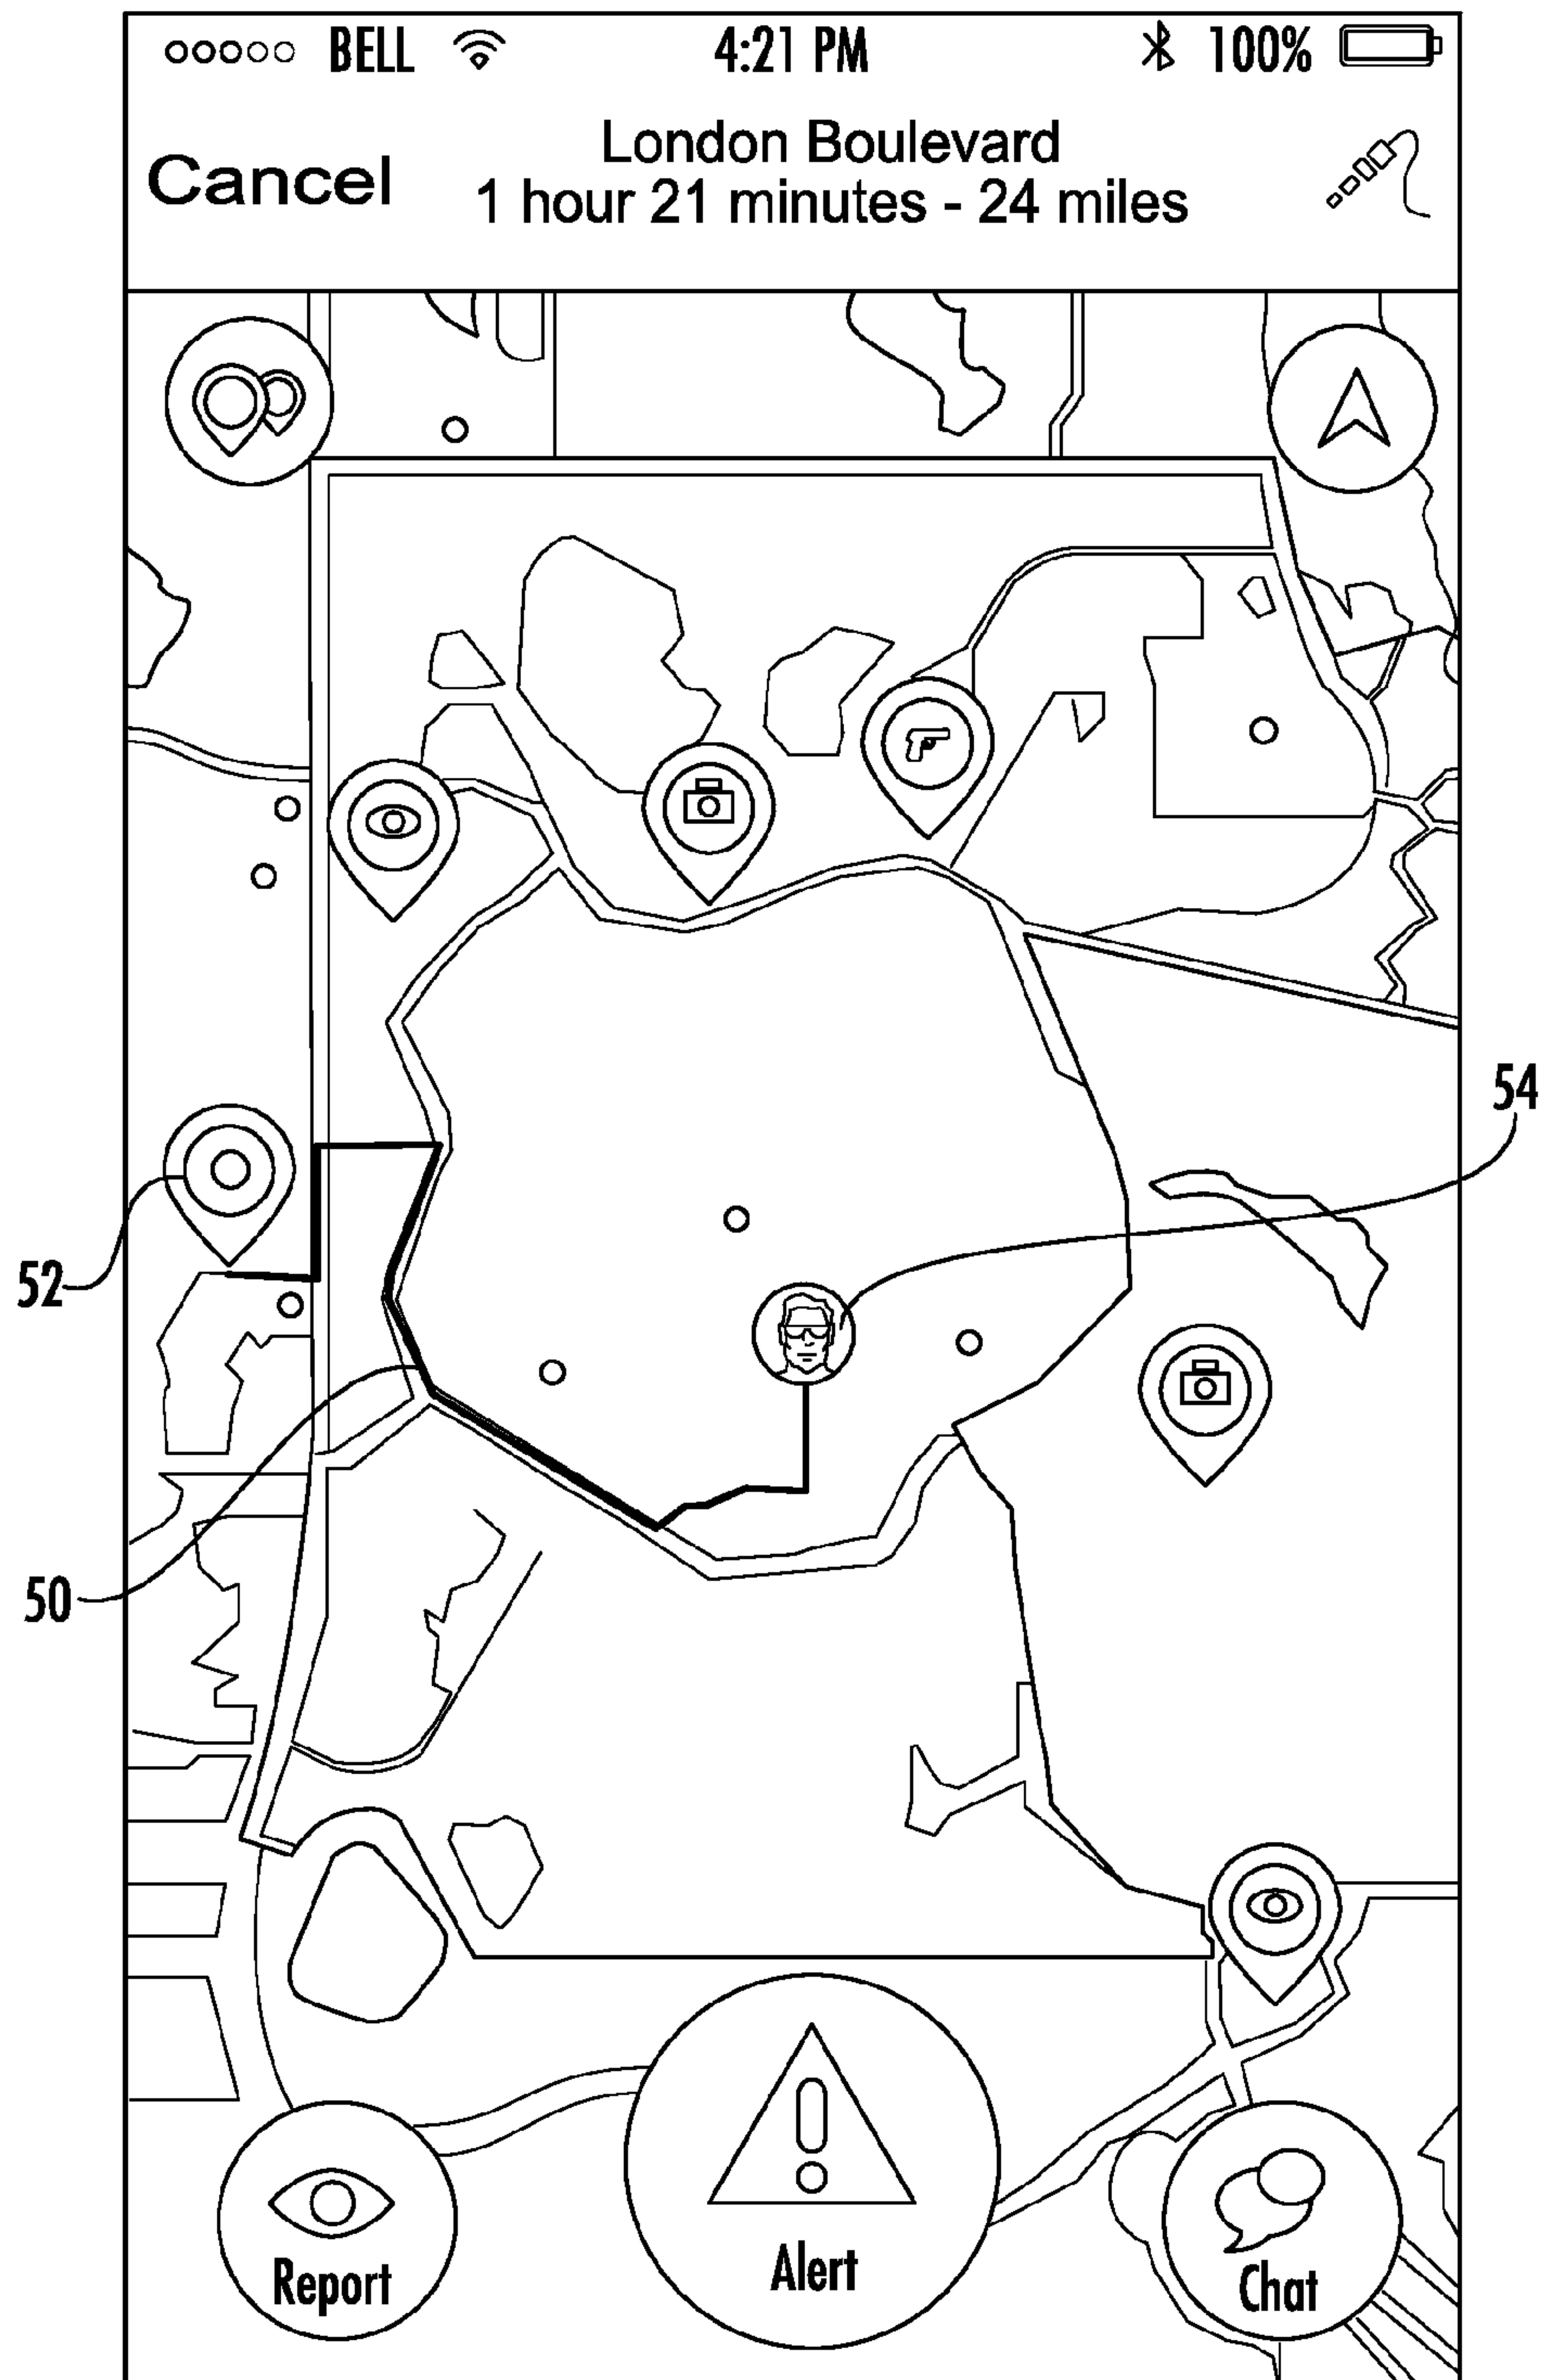 BELL 4:21 PM 100%
London Boulevard
Cancel 1 hour 21 minutes - 24 miles
54
52
50
Report Alert Chat